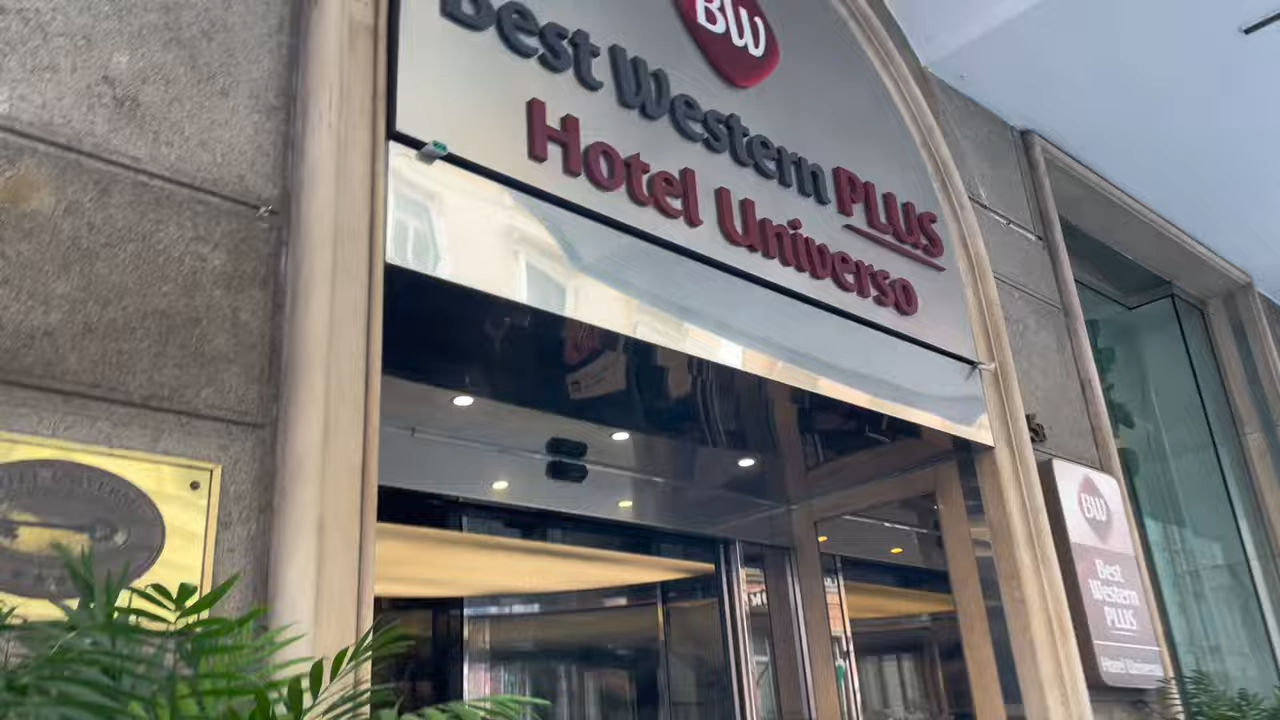 BW
Best Western PLUS
Hotel Universo
BW
Best
Western
PLUS
Hotel Universo